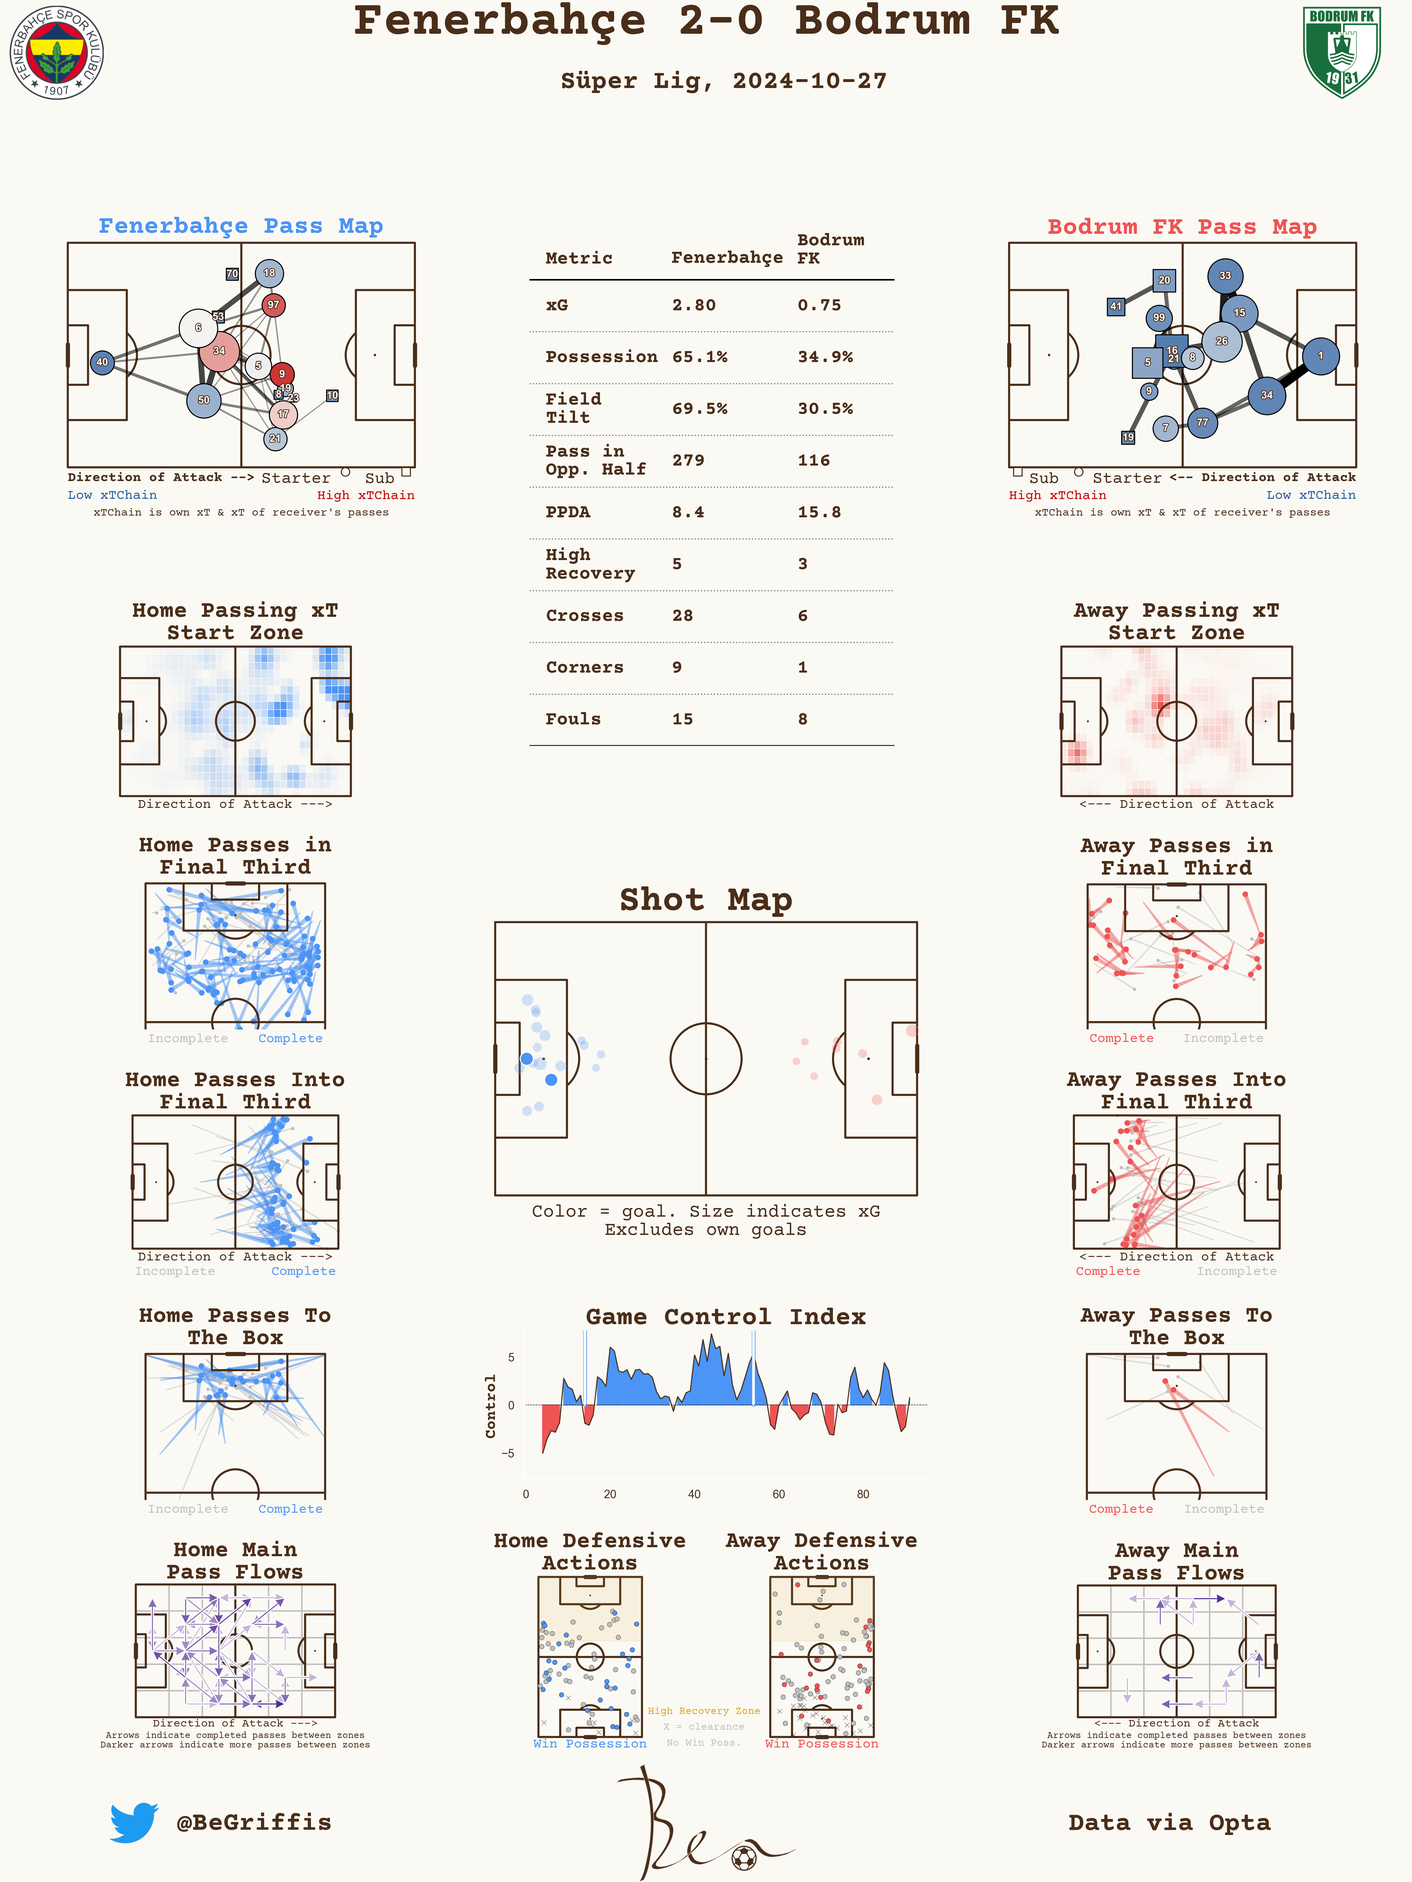 Fenerbahçe 2-0 Bodrum FK
Süper Lig, 2024-10-27
FENERBAHÇE SPOR KULÜBÜ
★ 1907 ★
BODRUM FK
19 31
Fenerbahçe Pass Map
70
18
97
53
6
34
5
40
9
19
8
23
10
50
17
21
Direction of Attack --> Starter Sub
Low xTChain High xTChain
xTChain is own xT & xT of receiver's passes
Metric Fenerbahçe Bodrum FK
xG 2.80 0.75
Possession 65.1% 34.9%
Field Tilt 69.5% 30.5%
Pass in Opp. Half 279 116
PPDA 8.4 15.8
High Recovery 5 3
Crosses 28 6
Corners 9 1
Fouls 15 8
Bodrum FK Pass Map
33
20
41
99
15
26
16
21
8
5
1
9
34
77
7
19
Sub Starter <-- Direction of Attack
High xTChain Low xTChain
xTChain is own xT & xT of receiver's passes
Home Passing xT
Start Zone
Direction of Attack --->
Away Passing xT
Start Zone
<--- Direction of Attack
Home Passes in
Final Third
Incomplete Complete
Away Passes in
Final Third
Complete Incomplete
Shot Map
Color = goal. Size indicates xG
Excludes own goals
Home Passes Into
Final Third
Direction of Attack --->
Incomplete Complete
Away Passes Into
Final Third
<--- Direction of Attack
Complete Incomplete
Home Passes To
The Box
Incomplete Complete
Game Control Index
Control
5
0
−5
0 20 40 60 80
Away Passes To
The Box
Complete Incomplete
Home Main
Pass Flows
Direction of Attack --->
Arrows indicate completed passes between zones
Darker arrows indicate more passes between zones
Home Defensive
Actions
Win Possession
Away Defensive
Actions
Win Possession
High Recovery Zone
X = clearance
No Win Poss.
Away Main
Pass Flows
<--- Direction of Attack
Arrows indicate completed passes between zones
Darker arrows indicate more passes between zones
@BeGriffis
Ben
Data via Opta